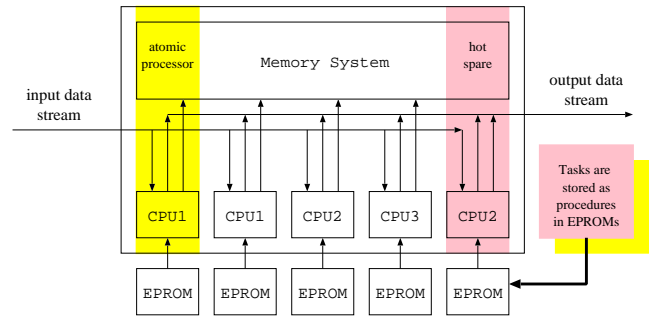 atomic
processor
Memory System
hot
spare
input data
stream
output data
stream
CPU1
CPU1
CPU2
CPU3
CPU2
Tasks are
stored as
procedures
in EPROMs
EPROM
EPROM
EPROM
EPROM
EPROM